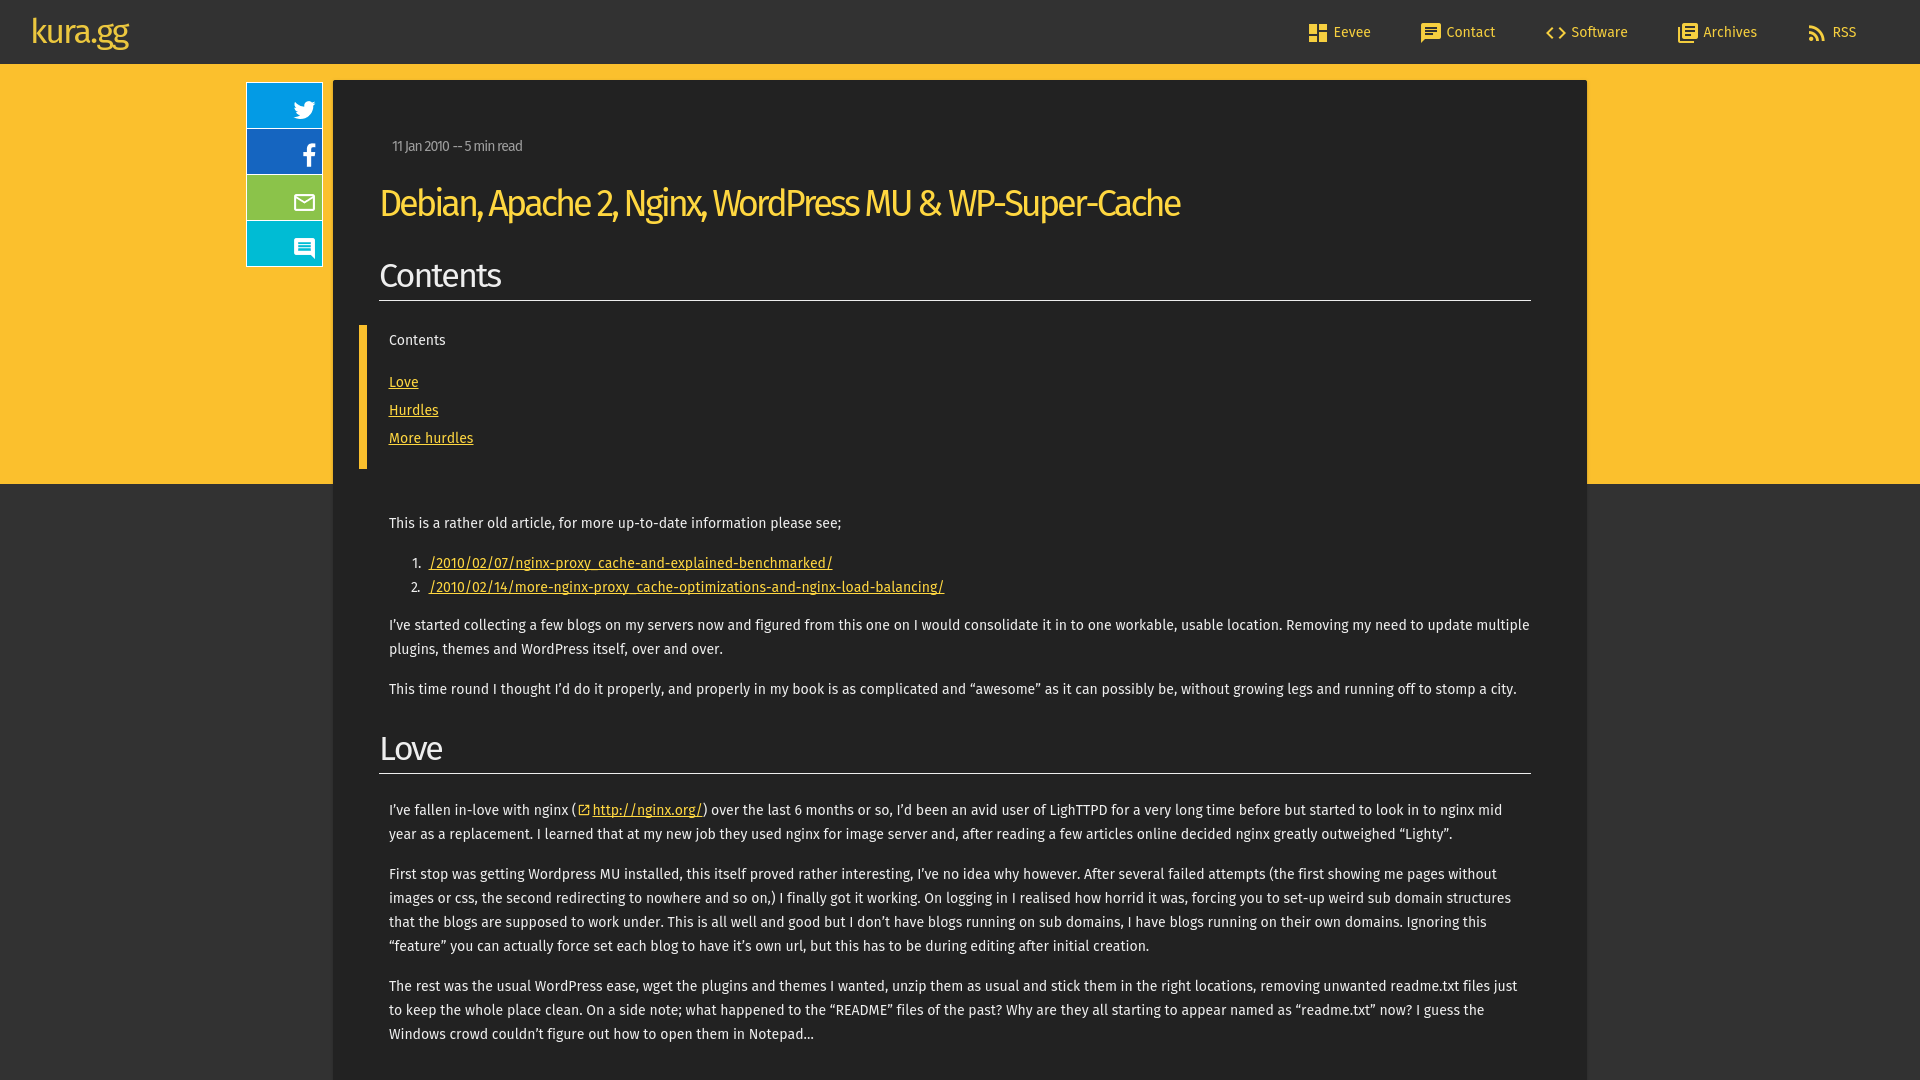 kura.gg
Eevee
Contact
Software
Archives
RSS
11 Jan 2010 -- 5 min read
Debian, Apache 2, Nginx, WordPress MU & WP-Super-Cache
Contents
Contents
Love
Hurdles
More hurdles
This is a rather old article, for more up-to-date information please see;
1. /2010/02/07/nginx-proxy_cache-and-explained-benchmarked/
2. /2010/02/14/more-nginx-proxy_cache-optimizations-and-nginx-load-balancing/
I’ve started collecting a few blogs on my servers now and figured from this one on I would consolidate it in to one workable, usable location. Removing my need to update multiple
plugins, themes and WordPress itself, over and over.
This time round I thought I’d do it properly, and properly in my book is as complicated and “awesome” as it can possibly be, without growing legs and running off to stomp a city.
Love
I’ve fallen in-love with nginx (http://nginx.org/) over the last 6 months or so, I’d been an avid user of LighTTPD for a very long time before but started to look in to nginx mid
year as a replacement. I learned that at my new job they used nginx for image server and, after reading a few articles online decided nginx greatly outweighed “Lighty”.
First stop was getting Wordpress MU installed, this itself proved rather interesting, I’ve no idea why however. After several failed attempts (the first showing me pages without
images or css, the second redirecting to nowhere and so on,) I finally got it working. On logging in I realised how horrid it was, forcing you to set-up weird sub domain structures
that the blogs are supposed to work under. This is all well and good but I don’t have blogs running on sub domains, I have blogs running on their own domains. Ignoring this
“feature” you can actually force set each blog to have it’s own url, but this has to be during editing after initial creation.
The rest was the usual WordPress ease, wget the plugins and themes I wanted, unzip them as usual and stick them in the right locations, removing unwanted readme.txt files just
to keep the whole place clean. On a side note; what happened to the “README” files of the past? Why are they all starting to appear named as “readme.txt” now? I guess the
Windows crowd couldn’t figure out how to open them in Notepad…